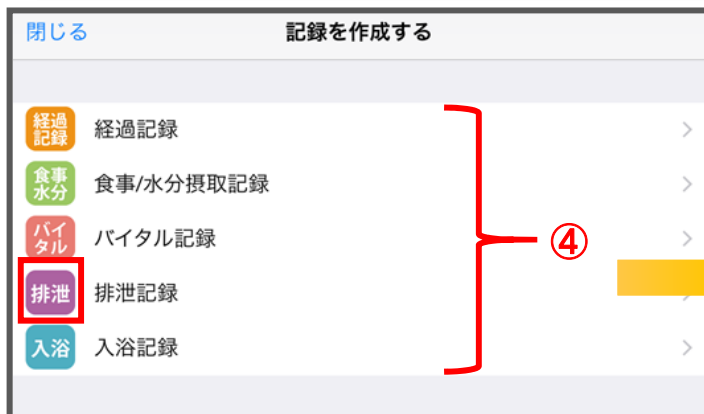 閉じる 記録を作成する
経過
記録 経過記録
食事
水分 食事/水分摂取記録
バイ
タル バイタル記録
④
排泄 排泄記録
入浴 入浴記録